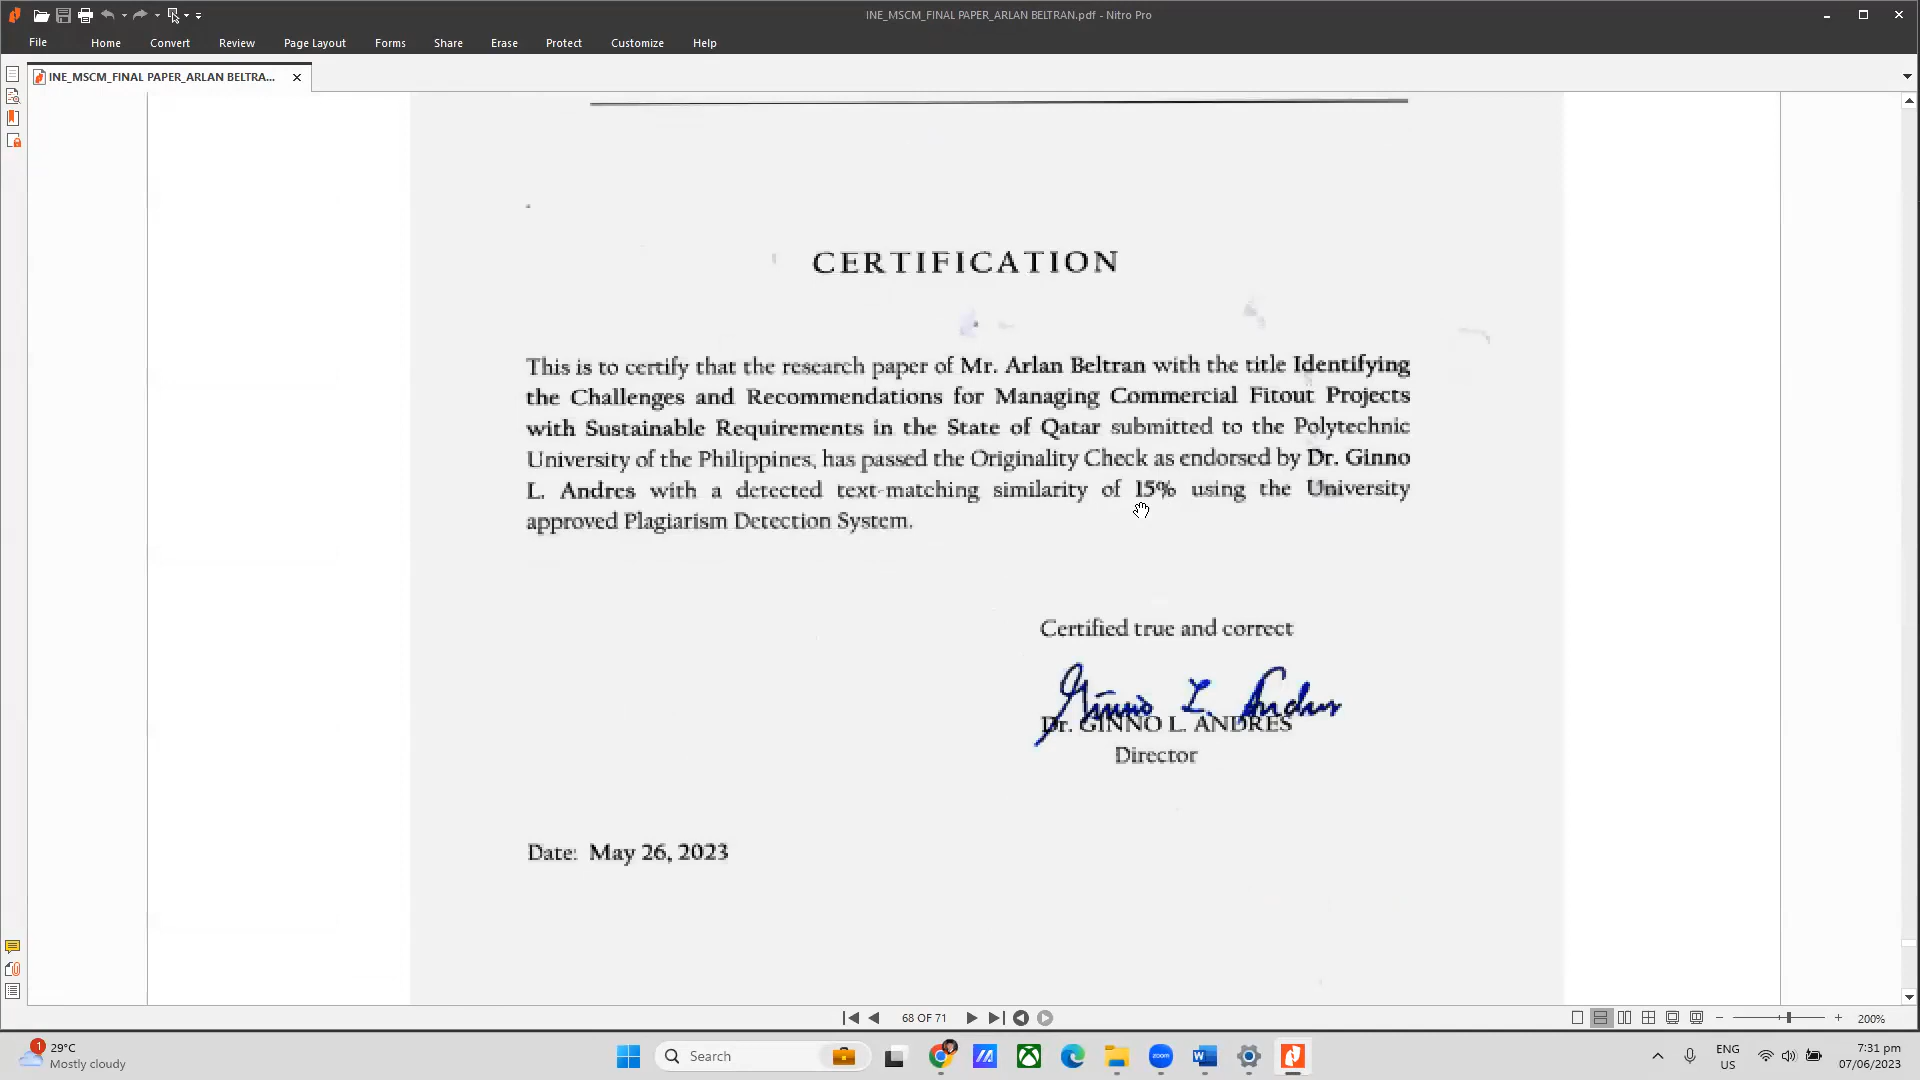 INE_MSCM_FINAL PAPER_ARLAN BELTRAN.pdf - Nitro Pro
File Home Convert Review Page Layout Forms Share Erase Protect Customize Help
INE_MSCM_FINAL PAPER_ARLAN BELTRA...
CERTIFICATION
This is to certify that the research paper of Mr. Arlan Beltran with the title Identifying
the Challenges and Recommendations for Managing Commercial Fitout Projects
with Sustainable Requirements in the State of Qatar submitted to the Polytechnic
University of the Philippines, has passed the Originality Check as endorsed by Dr. Ginno
L. Andres with a detected text-matching similarity of 15% using the University
approved Plagiarism Detection System.
Certified true and correct
Ginno L. Andres
Dr. GINNO L. ANDRES
Director
Date: May 26, 2023
68 OF 71
200%
1
29°C
Mostly cloudy
Search
zoom
ENG
US
7:31 pm
07/06/2023